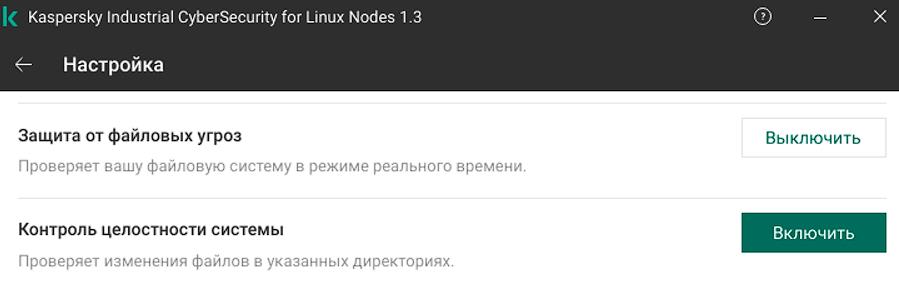 Kaspersky Industrial CyberSecurity for Linux Nodes 1.3
Настройка
Защита от файловых угроз
Выключить
Проверяет вашу файловую систему в режиме реального времени.
Контроль целостности системы
Включить
Проверяет изменения файлов в указанных директориях.